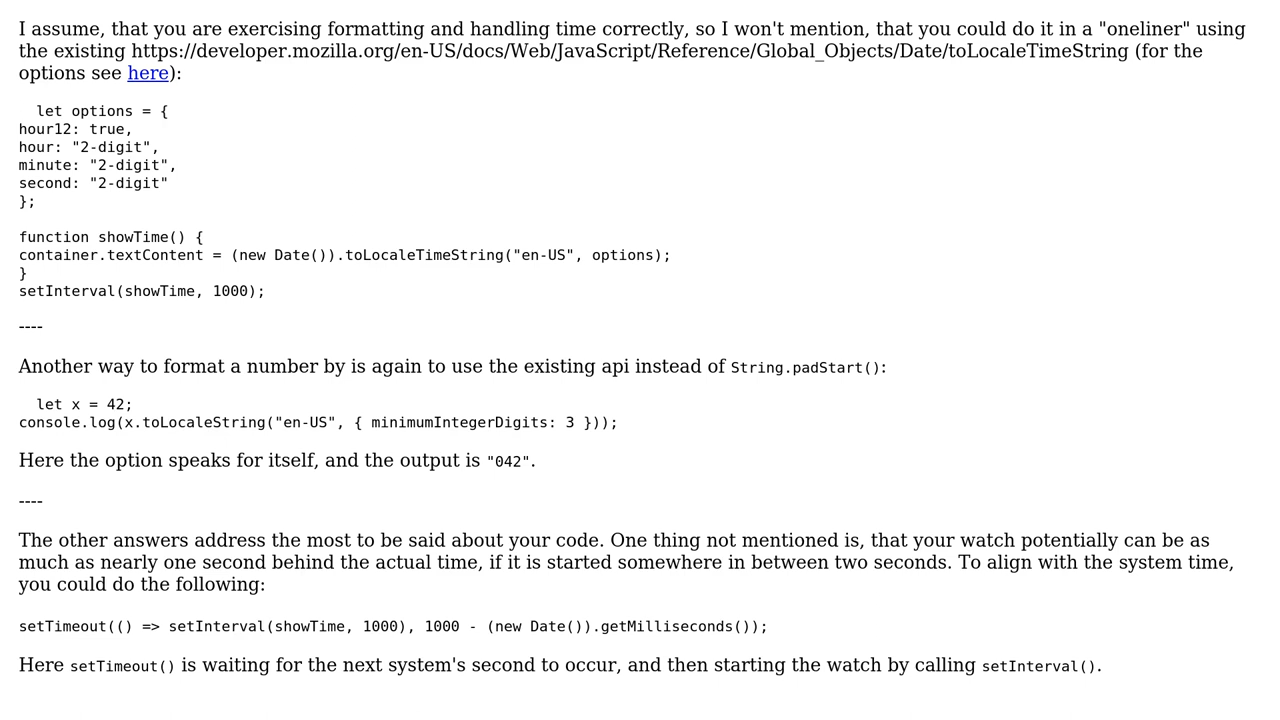 I assume, that you are exercising formatting and handling time correctly, so I won't mention, that you could do it in a "oneliner" using
the existing https://developer.mozilla.org/en-US/docs/Web/JavaScript/Reference/Global_Objects/Date/toLocaleTimeString (for the
options see here):
let options = {
hour12: true,
hour: "2-digit",
minute: "2-digit",
second: "2-digit"
};
function showTime() {
container.textContent = (new Date()).toLocaleTimeString("en-US", options);
}
setInterval(showTime, 1000);
----
Another way to format a number by is again to use the existing api instead of String.padStart():
let x = 42;
console.log(x.toLocaleString("en-US", { minimumIntegerDigits: 3 }));
Here the option speaks for itself, and the output is "042".
----
The other answers address the most to be said about your code. One thing not mentioned is, that your watch potentially can be as
much as nearly one second behind the actual time, if it is started somewhere in between two seconds. To align with the system time,
you could do the following:
setTimeout(() => setInterval(showTime, 1000), 1000 - (new Date()).getMilliseconds());
Here setTimeout() is waiting for the next system's second to occur, and then starting the watch by calling setInterval().